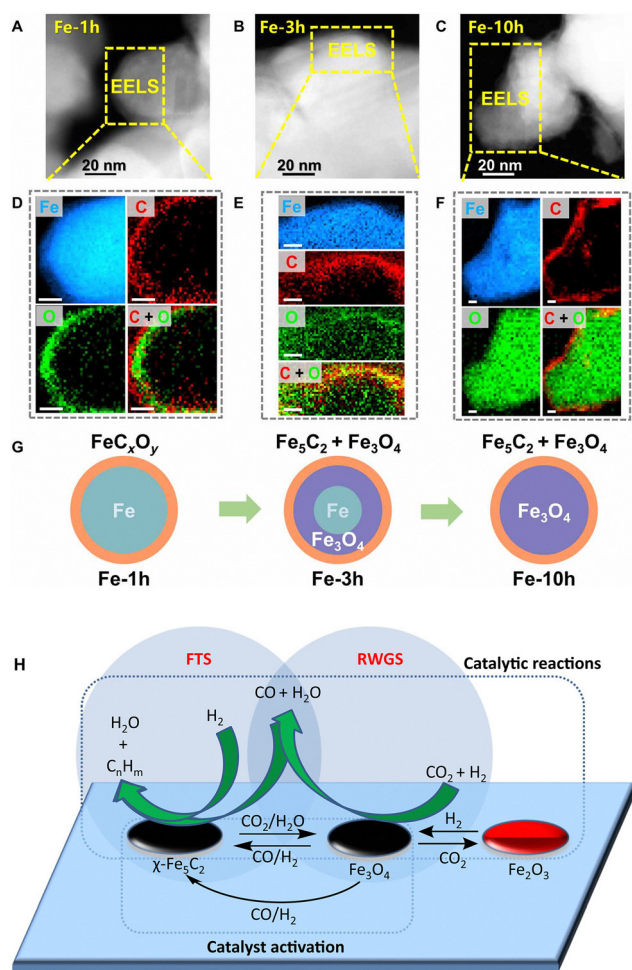 A
Fe-1h
EELS
20 nm
B
Fe-3h
EELS
20 nm
C
Fe-10h
EELS
20 nm
D
Fe
C
O
C + O
E
Fe
C
O
C + O
F
Fe
C
O
C + O
G
FeCxOy
Fe
Fe-1h
Fe5C2 + Fe3O4
Fe
Fe3O4
Fe-3h
Fe5C2 + Fe3O4
Fe3O4
Fe-10h
H
FTS
RWGS
Catalytic reactions
CO + H2O
H2O
+
CnHm
H2
CO2 + H2
CO2/H2O
CO/H2
H2
CO2
χ-Fe5C2
Fe3O4
Fe2O3
CO/H2
Catalyst activation